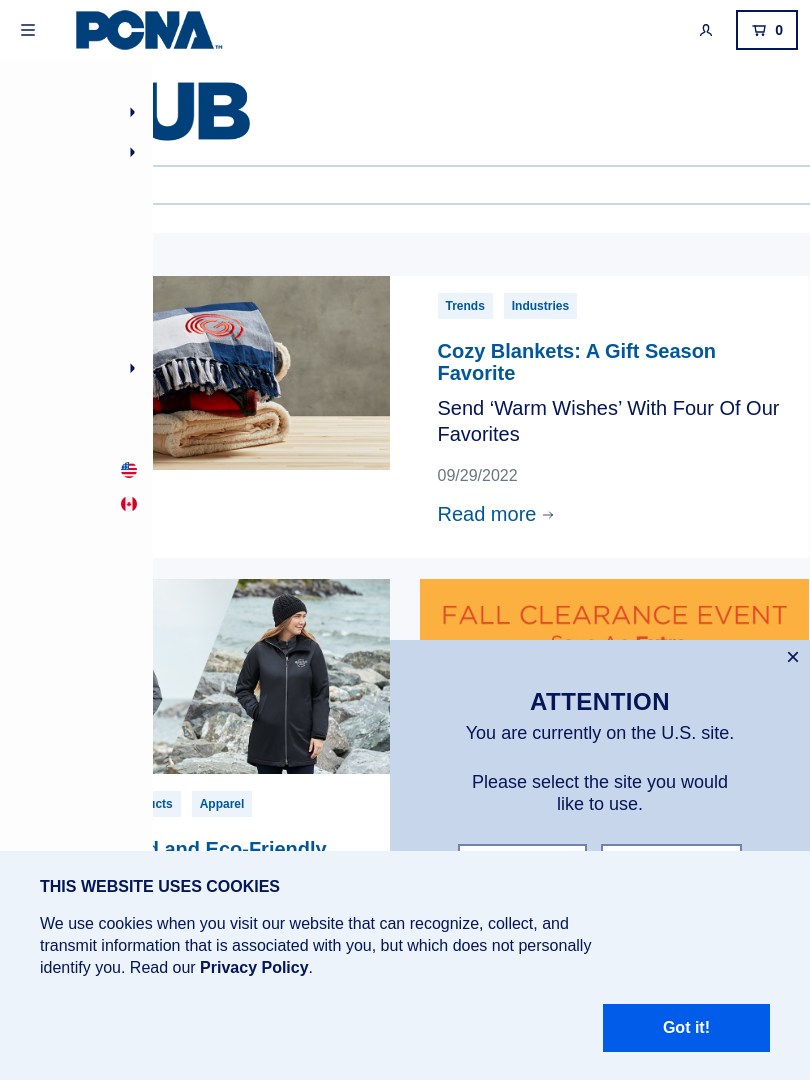 PCNA™
0
UB
Trends Industries
Cozy Blankets: A Gift Season
Favorite
Send ‘Warm Wishes’ With Four Of Our
Favorites
09/29/2022
Read more
FALL CLEARANCE EVENT
Apparel
and Eco-Friendly
ATTENTION
You are currently on the U.S. site.
Please select the site you would
like to use.
THIS WEBSITE USES COOKIES
We use cookies when you visit our website that can recognize, collect, and
transmit information that is associated with you, but which does not personally
identify you. Read our Privacy Policy.
Got it!